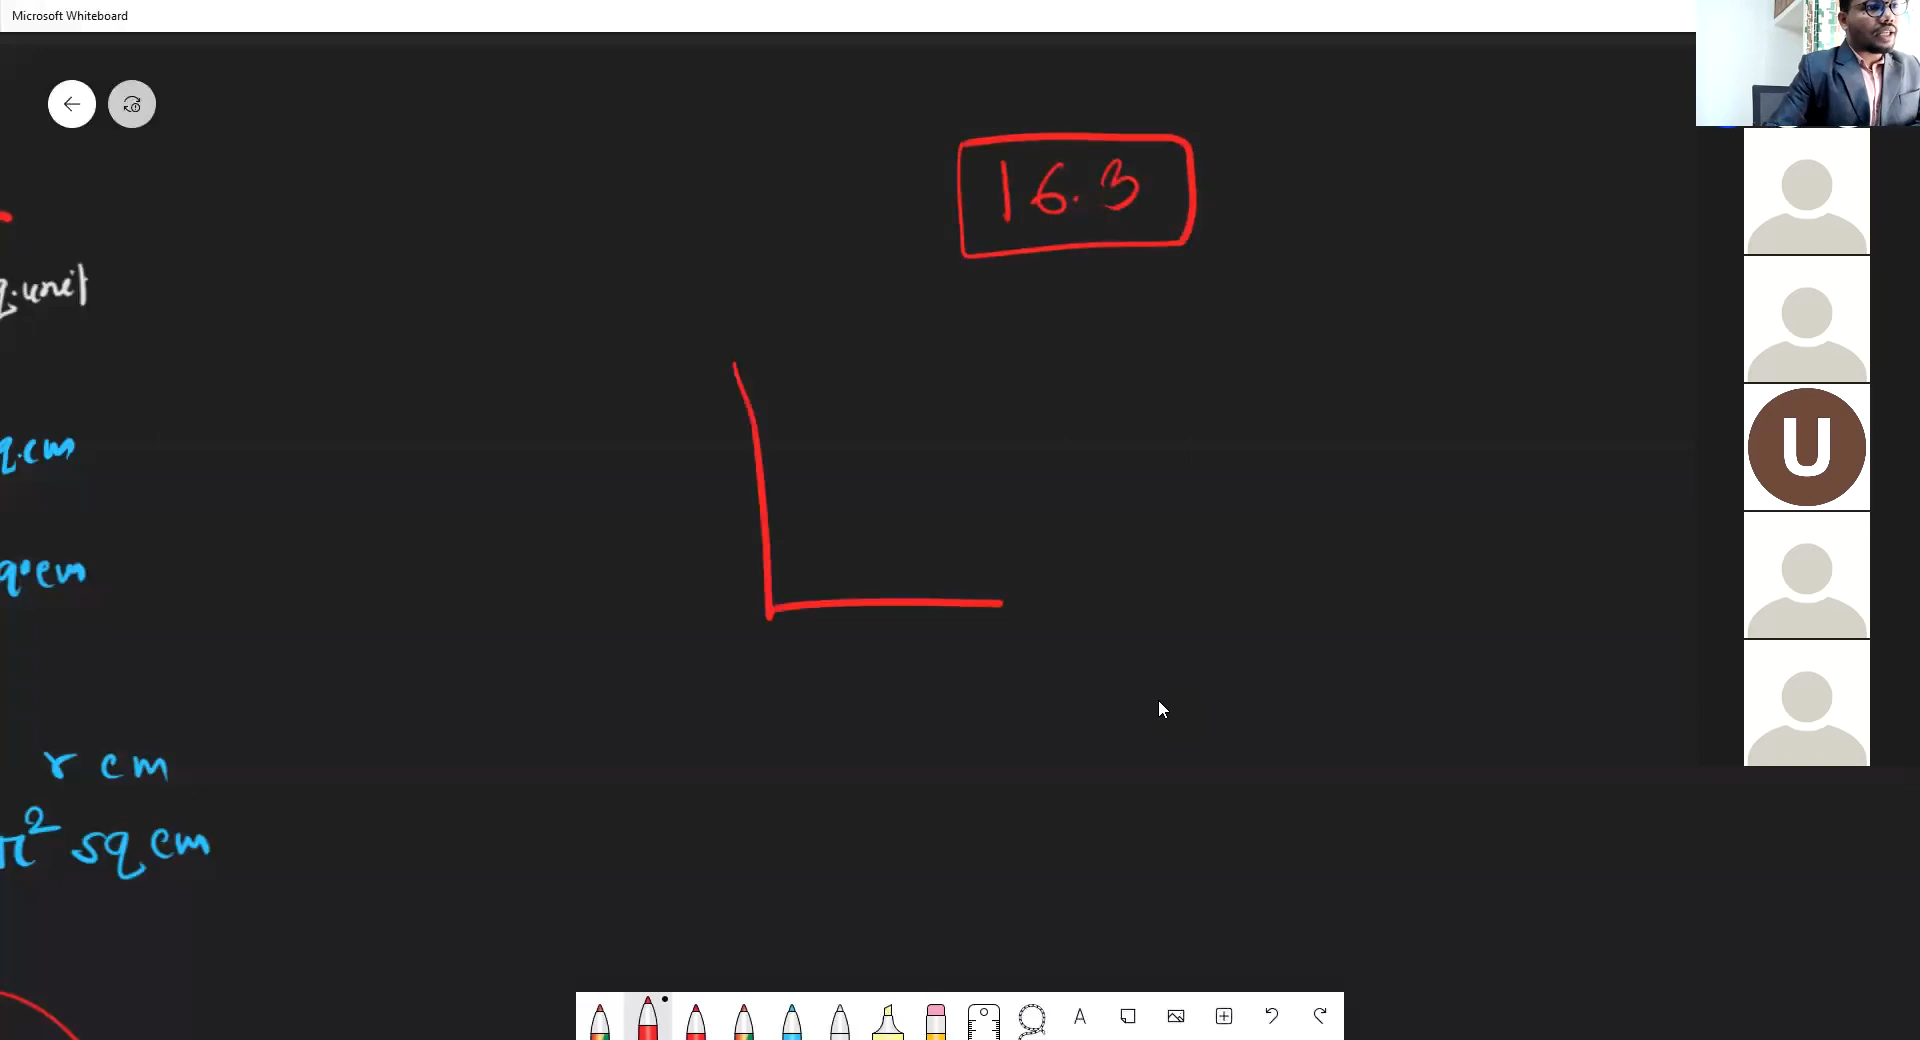 Microsoft Whiteboard
16.3
q.unit
q.cm
q.cm
r cm
r² sq cm
U
A